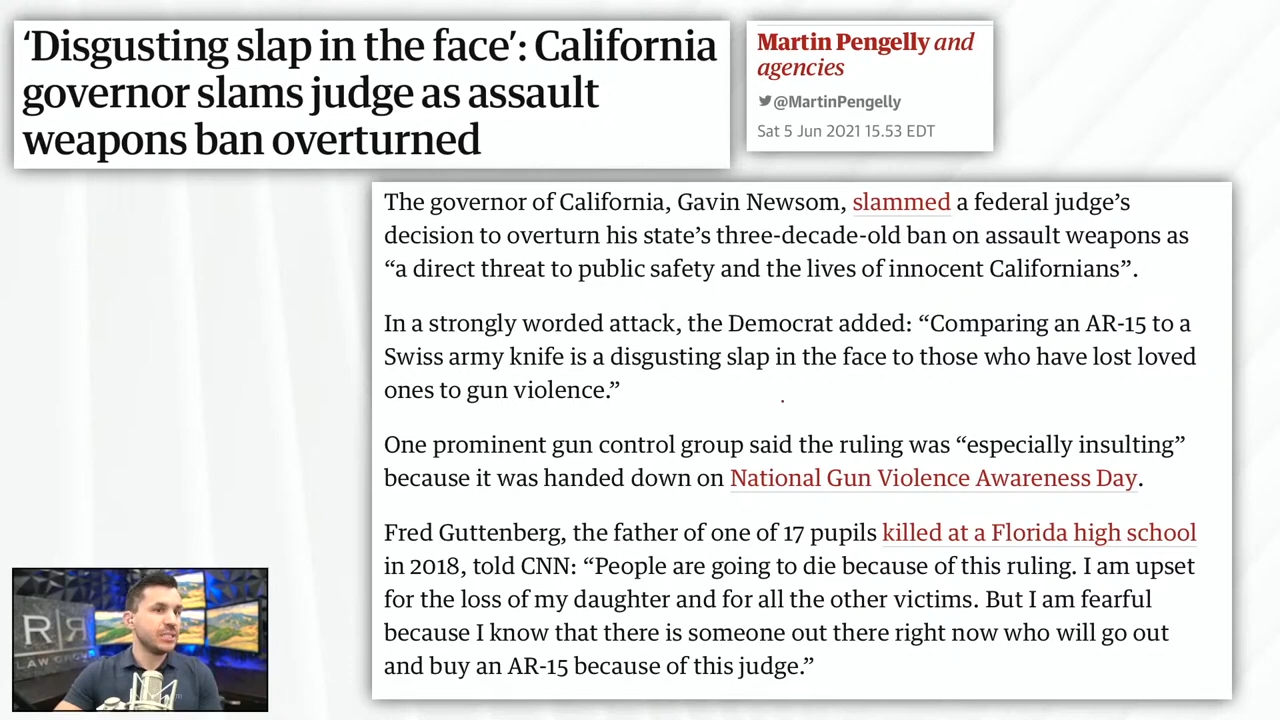 ‘Disgusting slap in the face’: California
governor slams judge as assault
weapons ban overturned
Martin Pengelly and
agencies
@MartinPengelly
Sat 5 Jun 2021 15.53 EDT
The governor of California, Gavin Newsom, slammed a federal judge’s
decision to overturn his state’s three-decade-old ban on assault weapons as
“a direct threat to public safety and the lives of innocent Californians”.
In a strongly worded attack, the Democrat added: “Comparing an AR-15 to a
Swiss army knife is a disgusting slap in the face to those who have lost loved
ones to gun violence.”
One prominent gun control group said the ruling was “especially insulting”
because it was handed down on National Gun Violence Awareness Day.
Fred Guttenberg, the father of one of 17 pupils killed at a Florida high school
in 2018, told CNN: “People are going to die because of this ruling. I am upset
for the loss of my daughter and for all the other victims. But I am fearful
because I know that there is someone out there right now who will go out
and buy an AR-15 because of this judge.”
R|R
LAW GROUP